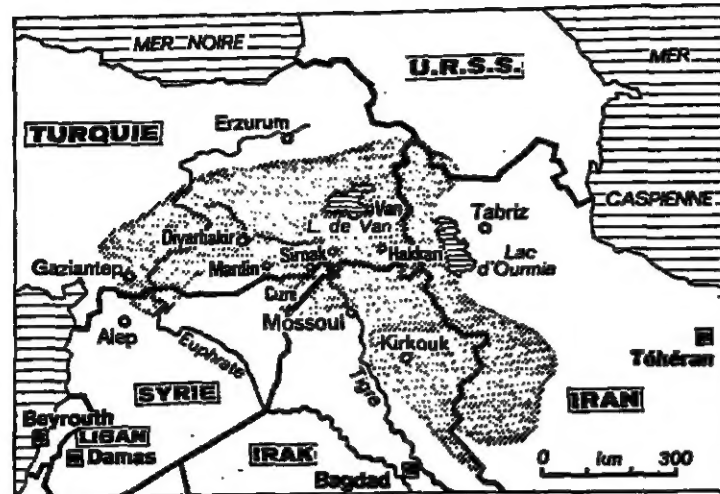 MER NOIRE
U.R.S.S.
MER
CASPIENNE
TURQUIE
Erzurum
Van
L. de Van
Tabriz
Lac
d'Ourmia
Diyarbakir
Sirnak
Hakkari
Gaziantep
Mardin
Cizre
Mossoul
Alep
Euphrate
Kirkouk
Téhéran
Tigre
SYRIE
IRAN
Beyrouth
LIBAN
Damas
IRAK
Bagdad
0 km 300